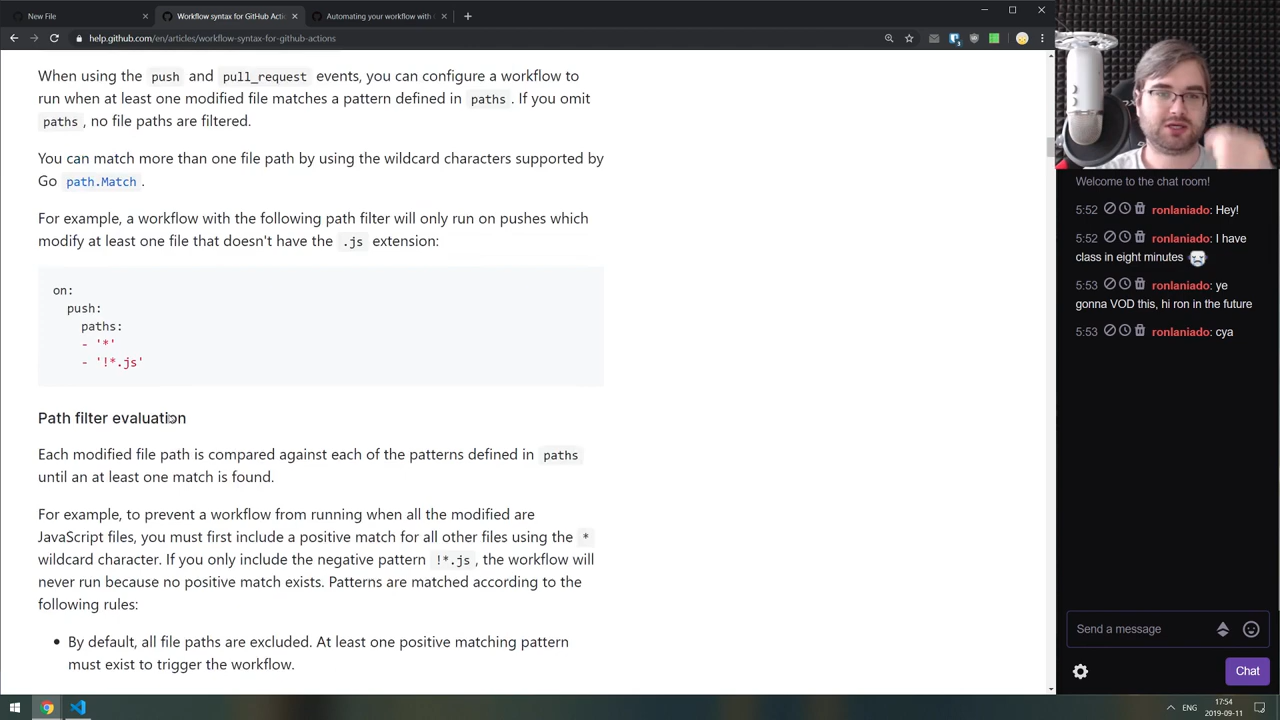 New File
Workflow syntax for GitHub Acti
Automating your workflow with
help.github.com/en/articles/workflow-syntax-for-github-actions
When using the push and pull_request events, you can configure a workflow to
run when at least one modified file matches a pattern defined in paths . If you omit
paths , no file paths are filtered.
You can match more than one file path by using the wildcard characters supported by
Go path.Match .
For example, a workflow with the following path filter will only run on pushes which
modify at least one file that doesn't have the .js extension:
on:
push:
paths:
- '*'
- '!*.js'
Path filter evaluation
Each modified file path is compared against each of the patterns defined in paths
until an at least one match is found.
For example, to prevent a workflow from running when all the modified are
JavaScript files, you must first include a positive match for all other files using the *
wildcard character. If you only include the negative pattern !*.js , the workflow will
never run because no positive match exists. Patterns are matched according to the
following rules:
• By default, all file paths are excluded. At least one positive matching pattern
must exist to trigger the workflow.
Welcome to the chat room!
5:52 ronlaniado: Hey!
5:52 ronlaniado: I have
class in eight minutes
5:53 ronlaniado: ye
gonna VOD this, hi ron in the future
5:53 ronlaniado: cya
Send a message
Chat
ENG
17:54
2019-09-11